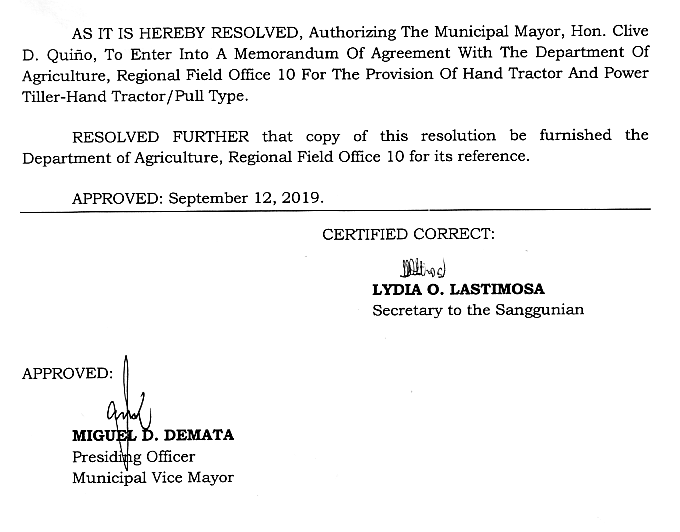 AS IT IS HEREBY RESOLVED, Authorizing The Municipal Mayor, Hon. Clive
D. Quiño, To Enter Into A Memorandum Of Agreement With The Department Of
Agriculture, Regional Field Office 10 For The Provision Of Hand Tractor And Power
Tiller-Hand Tractor/Pull Type.
RESOLVED FURTHER that copy of this resolution be furnished the
Department of Agriculture, Regional Field Office 10 for its reference.
APPROVED: September 12, 2019.
CERTIFIED CORRECT:
LYDIA O. LASTIMOSA
Secretary to the Sanggunian
APPROVED:
MIGUEL D. DEMATA
Presiding Officer
Municipal Vice Mayor